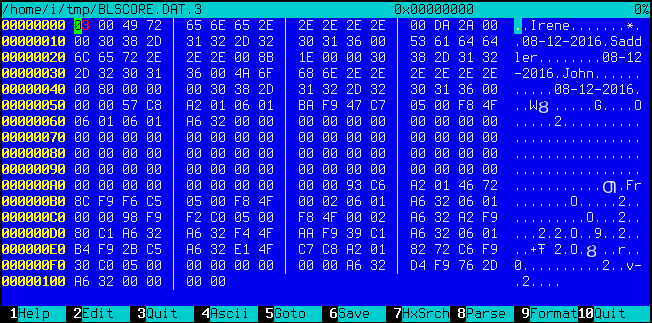 /home/i/tmp/BLSCORE.DAT.3 0x00000000 0%
00000000 08 00 49 72 65 6E 65 2E 2E 2E 2E 2E 00 DA 2A 00 ..Irene.......*.
00000010 00 30 38 2D 31 32 2D 32 30 31 36 00 53 61 64 64 .08-12-2016.Sadd
00000020 6C 65 72 2E 2E 2E 00 8B 1E 00 00 30 38 2D 31 32 ler........08-12
00000030 2D 32 30 31 36 00 4A 6F 68 6E 2E 2E 2E 2E 2E 2E -2016.John......
00000040 00 80 00 00 00 30 38 2D 31 32 2D 32 30 31 36 00 .....08-12-2016.
00000050 00 00 57 C8 A2 01 06 01 BA F9 47 C7 05 00 F8 4F
00000060 06 01 06 01 A6 32 00 00 00 00 00 00 00 00 00 00 .....2..........
00000070 00 00 00 00 00 00 00 00 00 00 00 00 00 00 00 00 ................
00000080 00 00 00 00 00 00 00 00 00 00 00 00 00 00 00 00 ................
00000090 00 00 00 00 00 00 00 00 00 00 00 00 00 00 00 00 ................
000000A0 00 00 00 00 00 00 00 00 00 00 93 C6 A2 01 46 72
000000B0 8C F9 F6 C5 05 00 F8 4F 00 02 06 01 A6 32 06 01 .......O.....2..
000000C0 00 00 98 F9 F2 C0 05 00 F8 4F 00 02 A6 32 A2 F9 .........O...2..
000000D0 80 C1 A6 32 A6 32 F4 4F AA F9 39 C1 A6 32 06 01 ...2.2.O..9..2..
000000E0 B4 F9 2B C5 A6 32 E1 4F C7 C8 A2 01 82 72 C6 F9
000000F0 30 C0 05 00 00 00 00 00 00 00 A6 32 D4 F9 76 2D 0..........2..v-
00000100 A6 32 00 00 00 00 .2....
1Help 2Edit 3Quit 4Ascii 5Goto 6Save 7HxSrch 8Parse 9Format 10Quit